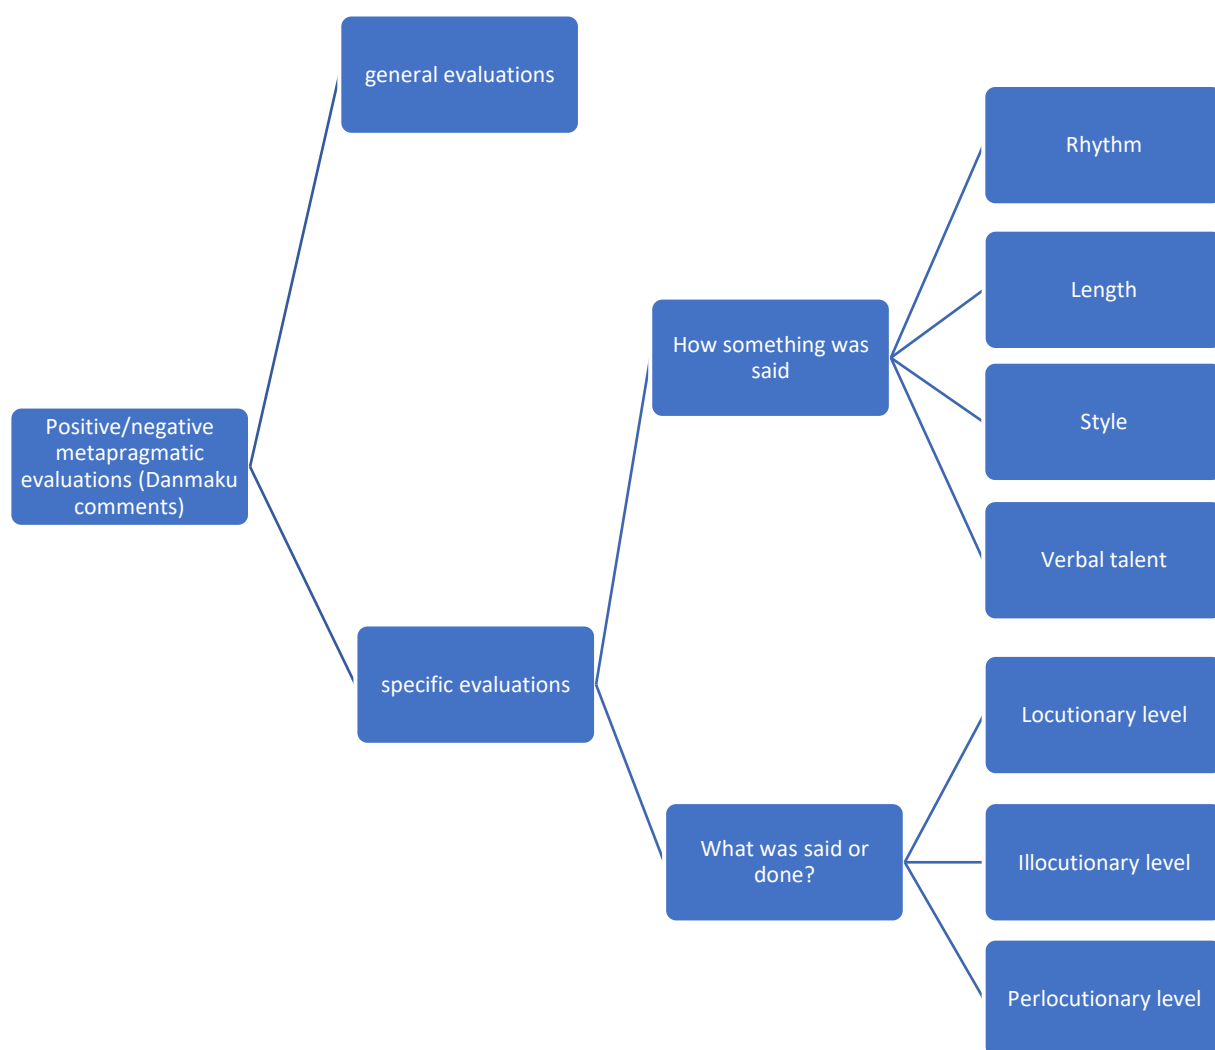 general evaluations
Rhythm
Length
How something was
said
Style
Positive/negative
metapragmatic
evaluations (Danmaku
comments)
Verbal talent
specific evaluations
Locutionary level
What was said or
done?
Illocutionary level
Perlocutionary level